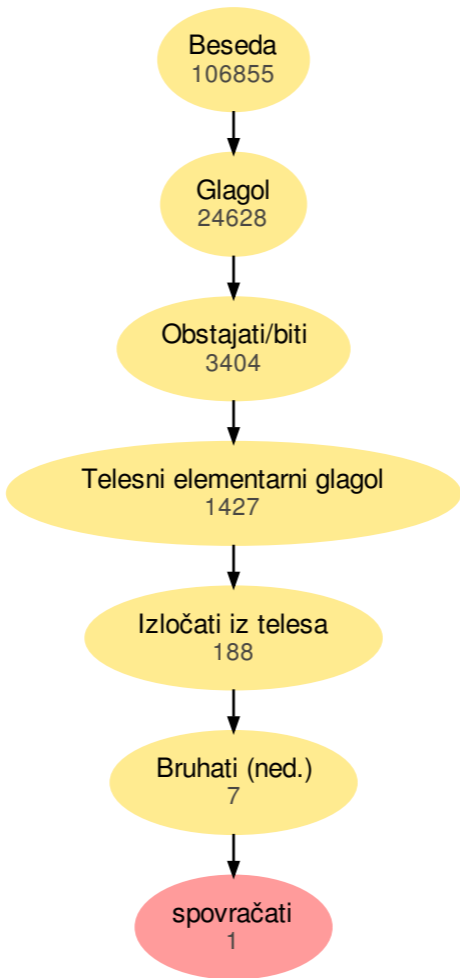 Beseda
106855
Glagol
24628
Obstajati/biti
3404
Telesni elementarni glagol
1427
Izločati iz telesa
188
Bruhati (ned.)
7
spovračati
1